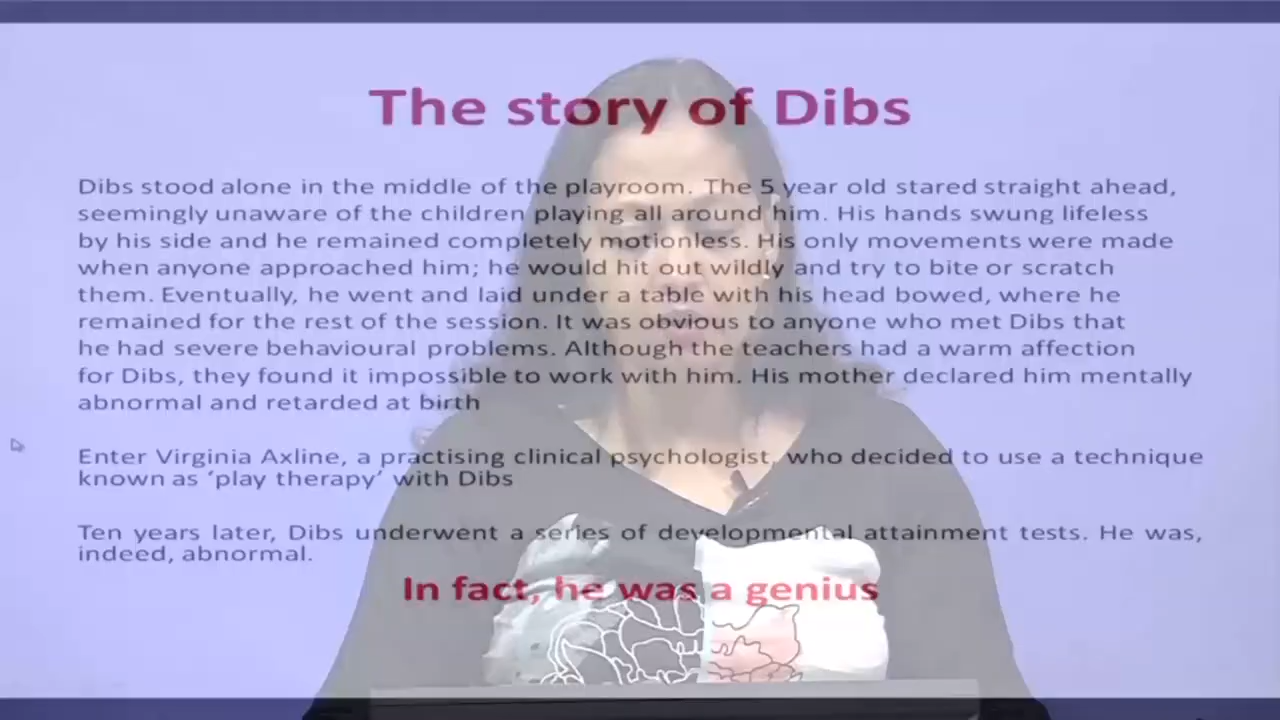 The story of Dibs
Dibs stood alone in the middle of the playroom. The 5 year old stared straight ahead,
seemingly unaware of the children playing all around him. His hands swung lifeless
by his side and he remained completely motionless. His only movements were made
when anyone approached him; he would hit out wildly and try to bite or scratch
them. Eventually, he went and laid under a table with his head bowed, where he
remained for the rest of the session. It was obvious to anyone who met Dibs that
he had severe behavioural problems. Although the teachers had a warm affection
for Dibs, they found it impossible to work with him. His mother declared him mentally
abnormal and retarded at birth
Enter Virginia Axline, a practising clinical psychologist, who decided to use a technique
known as ‘play therapy’ with Dibs
Ten years later, Dibs underwent a series of developmental attainment tests. He was,
indeed, abnormal.
In fact, he was a genius